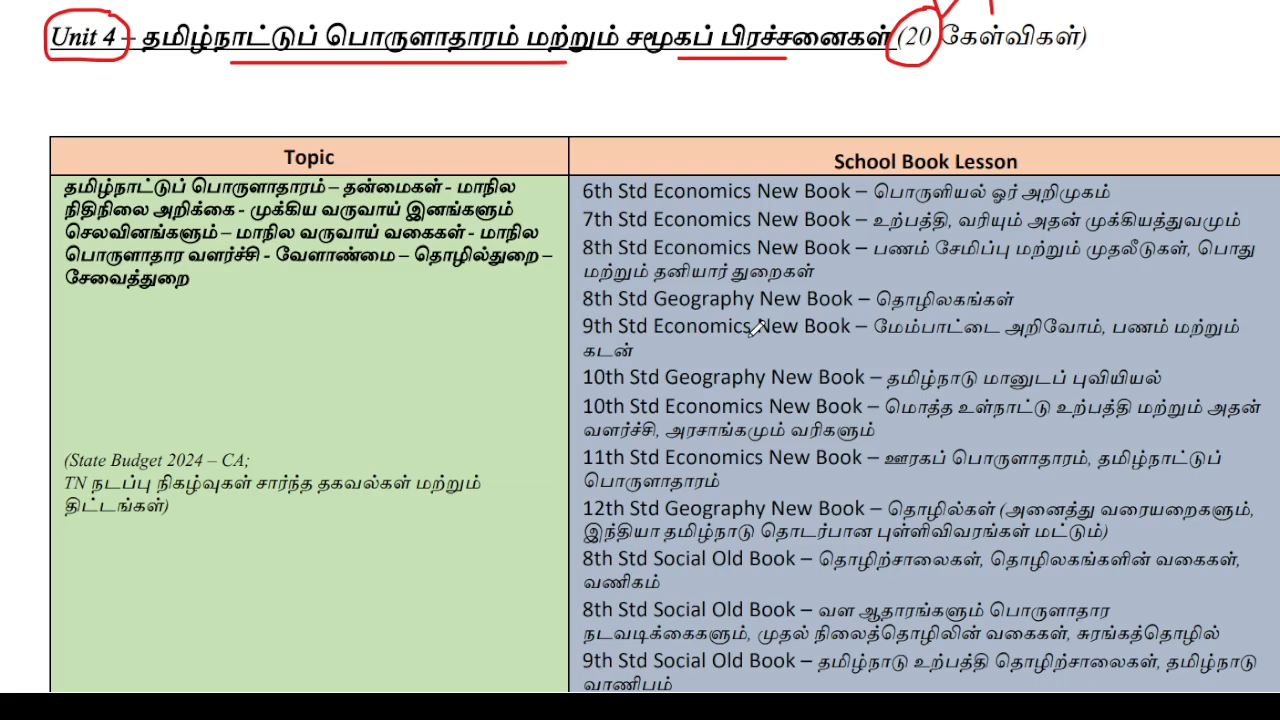 Unit 4 – தமிழ்நாட்டுப் பொருளாதாரம் மற்றும் சமூகப் பிரச்சனைகள் (20 கேள்விகள்)
Topic
School Book Lesson
தமிழ்நாட்டுப் பொருளாதாரம் – தன்மைகள் - மாநில
நிதிநிலை அறிக்கை - முக்கிய வருவாய் இனங்களும்
செலவினங்களும் – மாநில வருவாய் வகைகள் - மாநில
பொருளாதார வளர்ச்சி - வேளாண்மை – தொழில்துறை –
சேவைத்துறை
(State Budget 2024 – CA;
TN நடப்பு நிகழ்வுகள் சார்ந்த தகவல்கள் மற்றும்
திட்டங்கள்)
6th Std Economics New Book – பொருளியல் ஓர் அறிமுகம்
7th Std Economics New Book – உற்பத்தி, வரியும் அதன் முக்கியத்துவமும்
8th Std Economics New Book – பணம் சேமிப்பு மற்றும் முதலீடுகள், பொது
மற்றும் தனியார் துறைகள்
8th Std Geography New Book – தொழிலகங்கள்
9th Std Economics New Book – மேம்பாட்டை அறிவோம், பணம் மற்றும்
கடன்
10th Std Geography New Book – தமிழ்நாடு மானுடப் புவியியல்
10th Std Economics New Book – மொத்த உள்நாட்டு உற்பத்தி மற்றும் அதன்
வளர்ச்சி, அரசாங்கமும் வரிகளும்
11th Std Economics New Book – ஊரகப் பொருளாதாரம், தமிழ்நாட்டுப்
பொருளாதாரம்
12th Std Geography New Book – தொழில்கள் (அனைத்து வரையறைகளும்,
இந்தியா தமிழ்நாடு தொடர்பான புள்ளிவிவரங்கள் மட்டும்)
8th Std Social Old Book – தொழிற்சாலைகள், தொழிலகங்களின் வகைகள்,
வணிகம்
8th Std Social Old Book – வள ஆதாரங்களும் பொருளாதார
நடவடிக்கைகளும், முதல் நிலைத்தொழிலின் வகைகள், சுரங்கத்தொழில்
9th Std Social Old Book – தமிழ்நாடு உற்பத்தி தொழிற்சாலைகள், தமிழ்நாடு
வாணிபம்